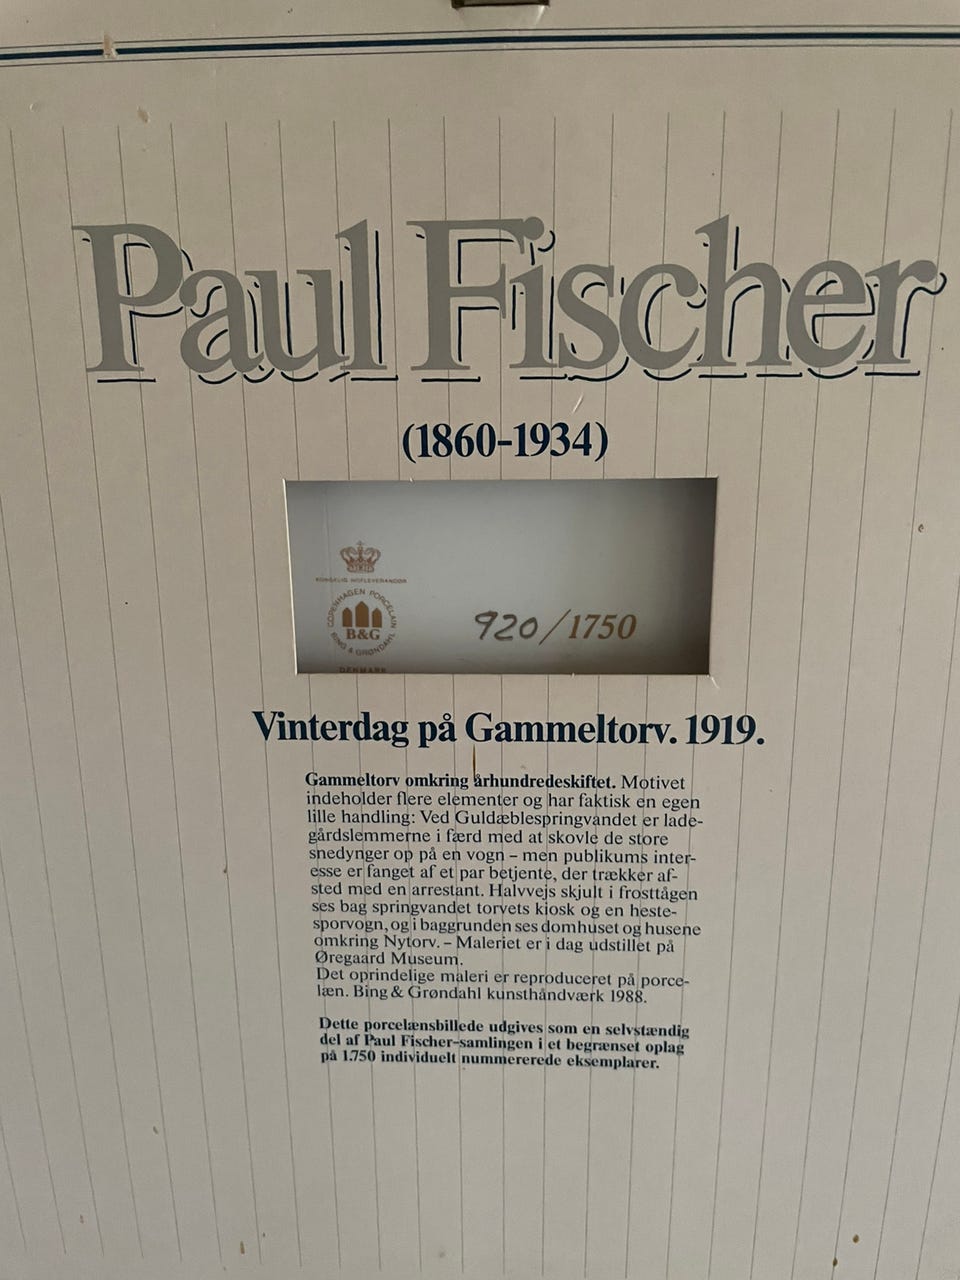 Paul Fischer
(1860-1934)
KONGELIG HOFLEVERANDØR
COPENHAGEN PORCELAIN
B&G
BING & GRØNDAHL
DENMARK
920/1750
Vinterdag på Gammeltorv. 1919.
Gammeltorv omkring århundredeskiftet. Motivet
indeholder flere elementer og har faktisk en egen
lille handling: Ved Guldæblespringvandet er lade-
gårdslemmerne i færd med at skovle de store
snedynger op på en vogn – men publikums inter-
esse er fanget af et par betjente, der trækker af-
sted med en arrestant. Halvvejs skjult i frosttågen
ses bag springvandet torvets kiosk og en heste-
sporvogn, og i baggrunden ses domhuset og husene
omkring Nytorv. – Maleriet er i dag udstillet på
Øregaard Museum.
Det oprindelige maleri er reproduceret på porce-
læn. Bing & Grøndahl kunsthåndværk 1988.
Dette porcelænsbillede udgives som en selvstændig
del af Paul Fischer-samlingen i et begrænset oplag
på 1.750 individuelt nummererede eksemplarer.